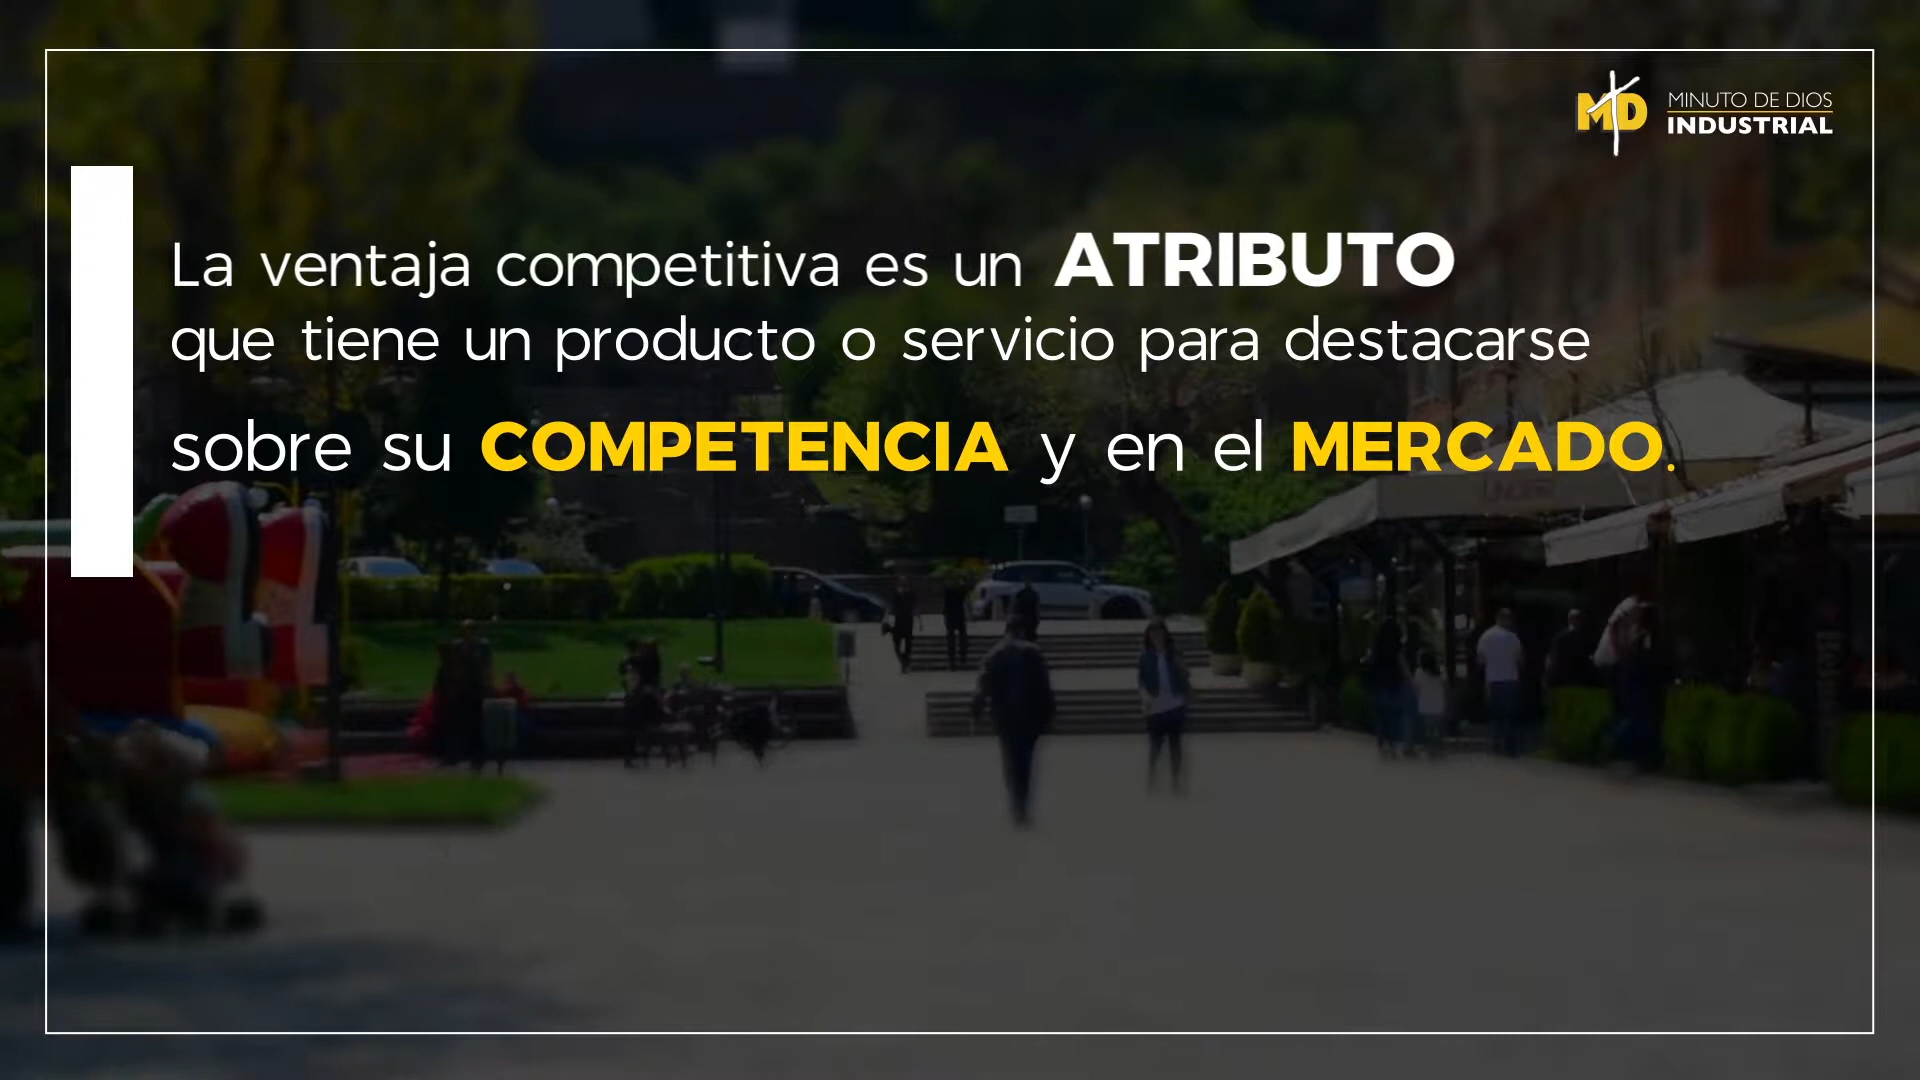 MD MINUTO DE DIOS
INDUSTRIAL
La ventaja competitiva es un ATRIBUTO
que tiene un producto o servicio para destacarse
sobre su COMPETENCIA y en el MERCADO.